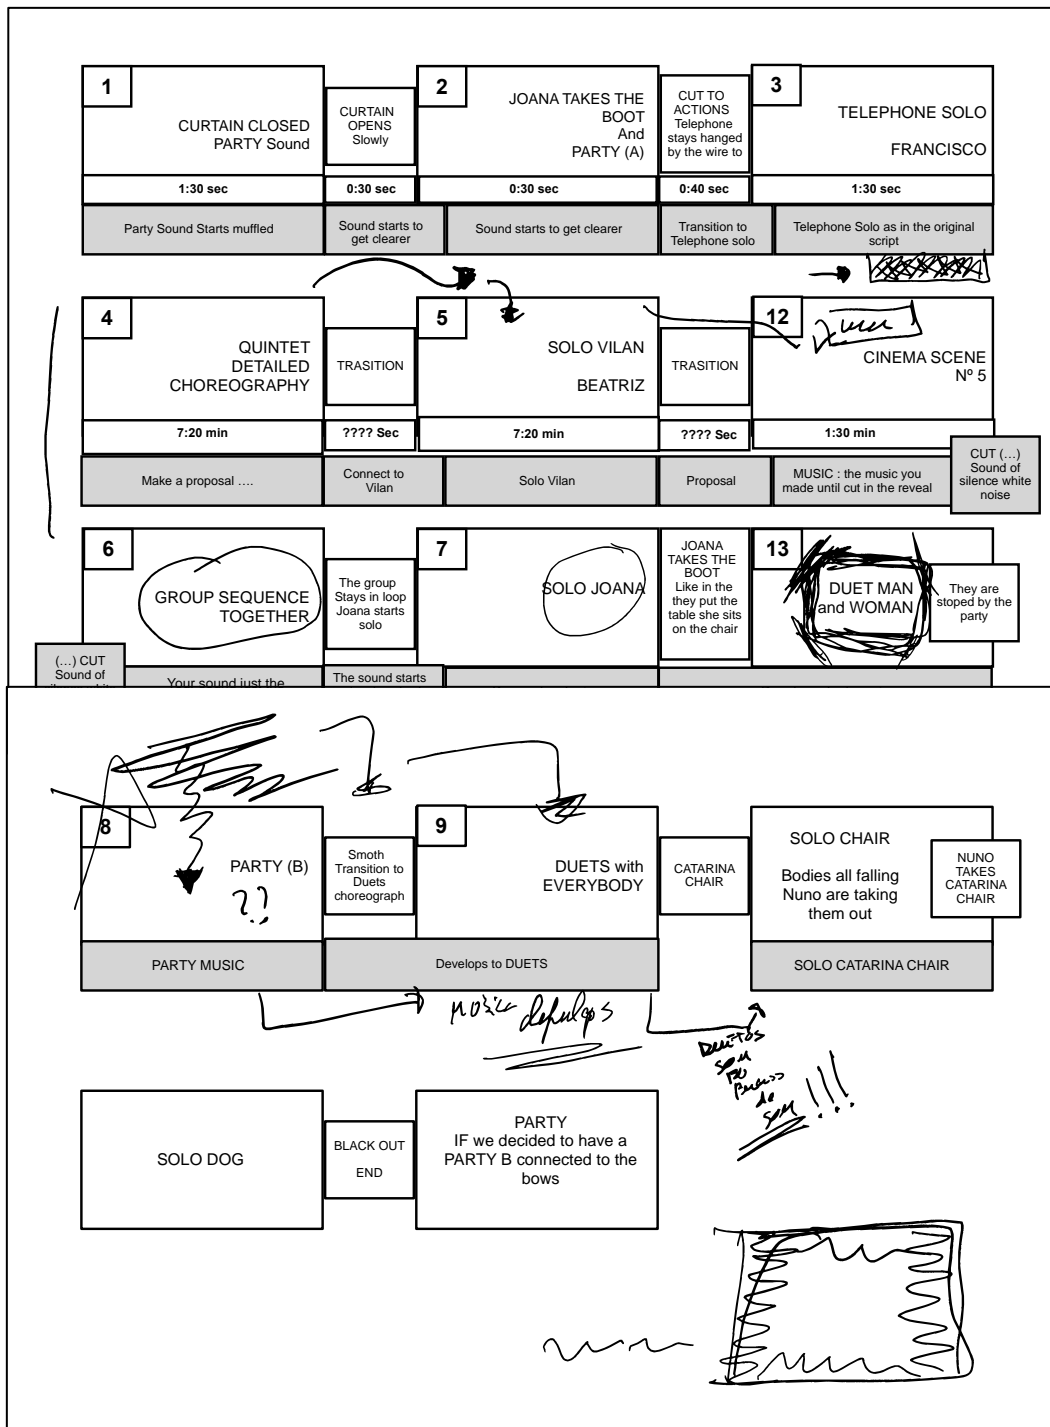 1
CURTAIN CLOSED
PARTY Sound
CURTAIN
OPENS
Slowly
2
JOANA TAKES THE
BOOT
And
PARTY (A)
CUT TO
ACTIONS
Telephone
stays hanged
by the wire to
3
TELEPHONE SOLO
FRANCISCO
1:30 sec
0:30 sec
0:30 sec
0:40 sec
1:30 sec
Party Sound Starts muffled
Sound starts to
get clearer
Sound starts to get clearer
Transition to
Telephone solo
Telephone Solo as in the original
script
4
QUINTET
DETAILED
CHOREOGRAPHY
TRASITION
5
SOLO VILAN
BEATRIZ
TRASITION
12
CINEMA SCENE
Nº 5
7:20 min
???? Sec
7:20 min
???? Sec
1:30 min
Make a proposal ….
Connect to
Vilan
Solo Vilan
Proposal
MUSIC : the music you
made until cut in the reveal
CUT (…)
Sound of
silence white
noise
6
GROUP SEQUENCE
TOGETHER
The group
Stays in loop
Joana starts
solo
7
SOLO JOANA
JOANA
TAKES THE
BOOT
Like in the
they put the
table she sits
on the chair
13
DUET MAN
and WOMAN
They are
stoped by the
party
(…) CUT
Sound of
Your sound just the
The sound starts
8
PARTY (B)
??
Smoth
Transition to
Duets
choreograph
9
DUETS with
EVERYBODY
CATARINA
CHAIR
SOLO CHAIR
Bodies all falling
Nuno are taking
them out
NUNO
TAKES
CATARINA
CHAIR
PARTY MUSIC
Develops to DUETS
SOLO CATARINA CHAIR
!!!
SOLO DOG
BLACK OUT
END
PARTY
IF we decided to have a
PARTY B connected to the
bows